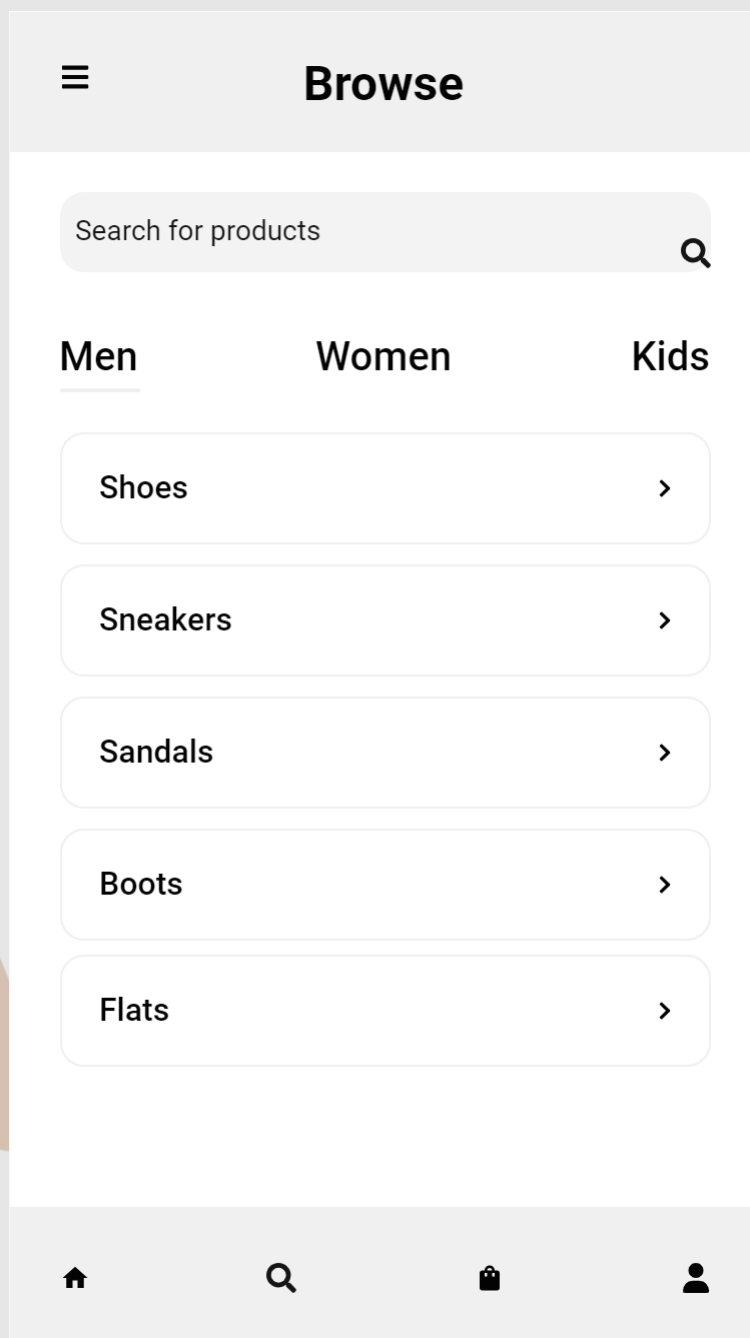 Browse
Search for products
Men Women Kids
Shoes
Sneakers
Sandals
Boots
Flats